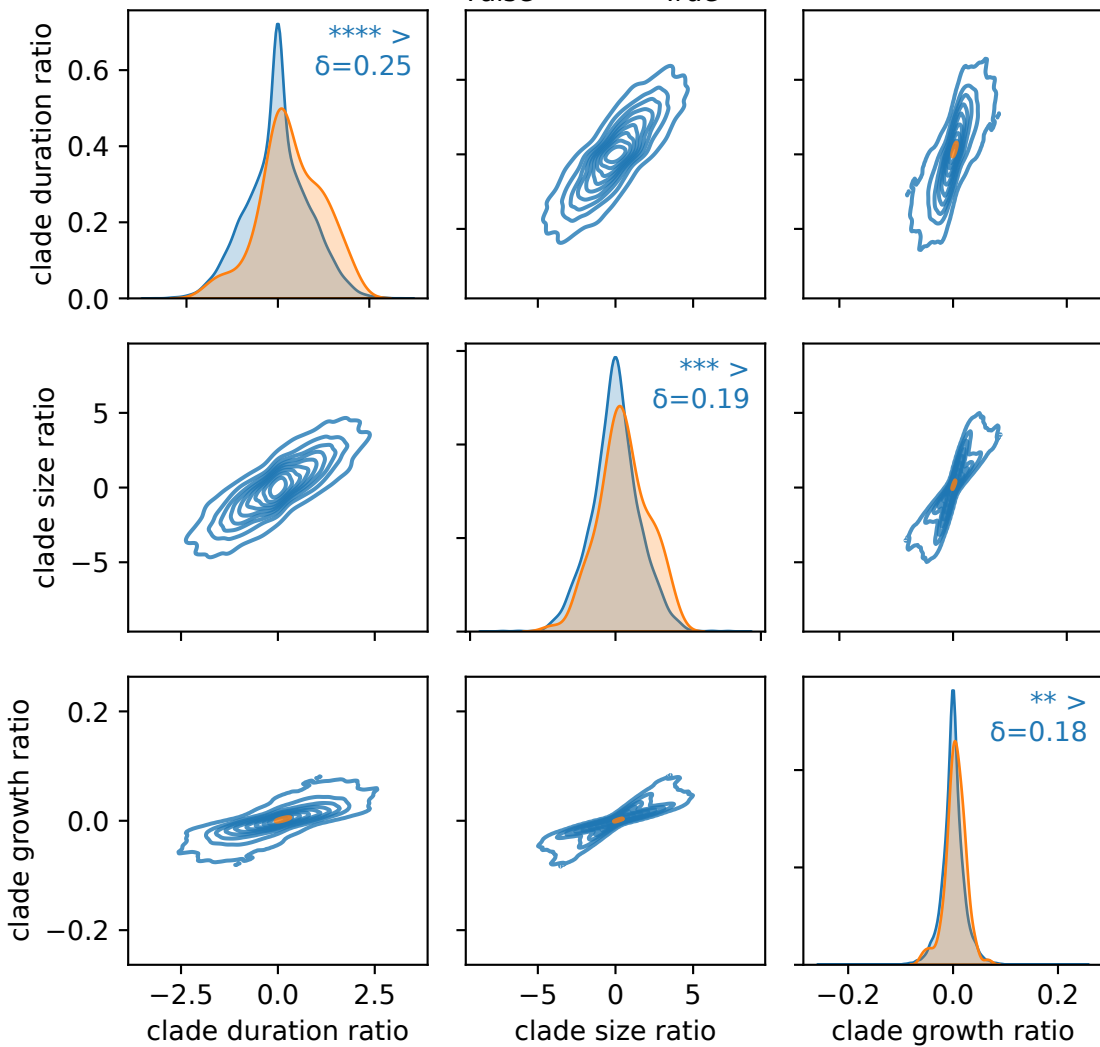 clade duration ratio
0.6
0.4
0.2
0.0
**** >
δ=0.25
clade size ratio
5
0
−5
*** >
δ=0.19
clade growth ratio
0.2
0.0
−0.2
** >
δ=0.18
−2.5 0.0 2.5
clade duration ratio
−5 0 5
clade size ratio
−0.2 0.0 0.2
clade growth ratio